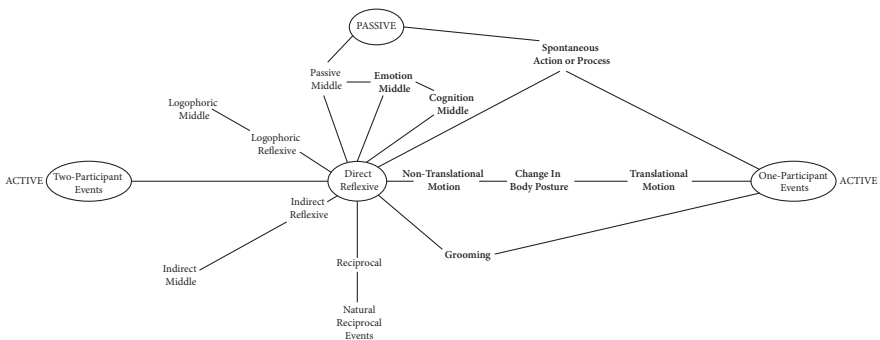 PASSIVE
Spontaneous
Action or Process
Passive
Middle
Emotion
Middle
Cognition
Middle
Logophoric
Middle
Logophoric
Reflexive
ACTIVE
Two-Participant
Events
Direct
Reflexive
Non-Translational
Motion
Change In
Body Posture
Translational
Motion
One-Participant
Events
ACTIVE
Indirect
Reflexive
Grooming
Indirect
Middle
Reciprocal
Natural
Reciprocal
Events